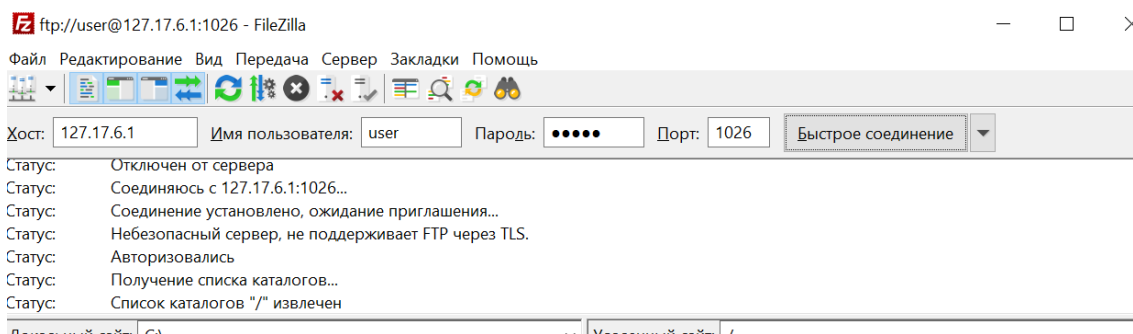 ftp://user@127.17.6.1:1026 - FileZilla
Файл Редактирование Вид Передача Сервер Закладки Помощь
Хост: 127.17.6.1 Имя пользователя: user Пароль: ●●●●● Порт: 1026 Быстрое соединение
Статус: Отключен от сервера
Статус: Соединяюсь с 127.17.6.1:1026...
Статус: Соединение установлено, ожидание приглашения...
Статус: Небезопасный сервер, не поддерживает FTP через TLS.
Статус: Авторизовались
Статус: Получение списка каталогов...
Статус: Список каталогов "/" извлечен